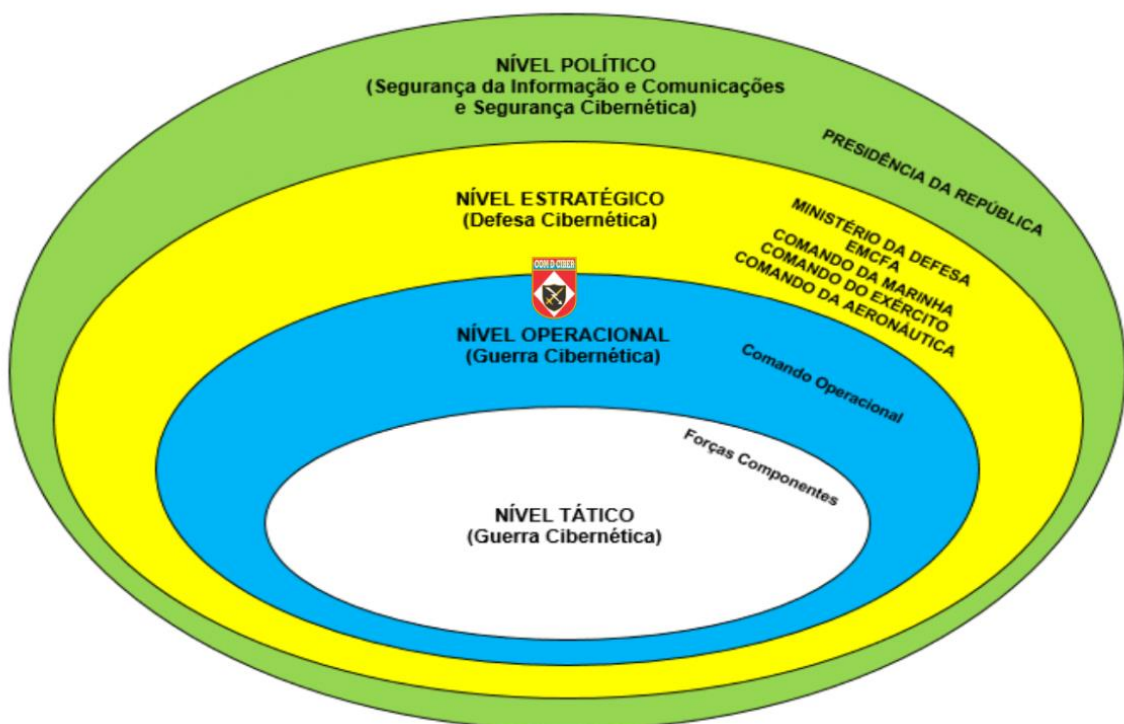 NÍVEL POLÍTICO
(Segurança da Informação e Comunicações
e Segurança Cibernética)
PRESIDÊNCIA DA REPÚBLICA
NÍVEL ESTRATÉGICO
(Defesa Cibernética)
MINISTÉRIO DA DEFESA
EMCFA
COMANDO DA MARINHA
COMANDO DO EXÉRCITO
COMANDO DA AERONÁUTICA
COM D CIBER
NÍVEL OPERACIONAL
(Guerra Cibernética)
Comando Operacional
Forças Componentes
NÍVEL TÁTICO
(Guerra Cibernética)